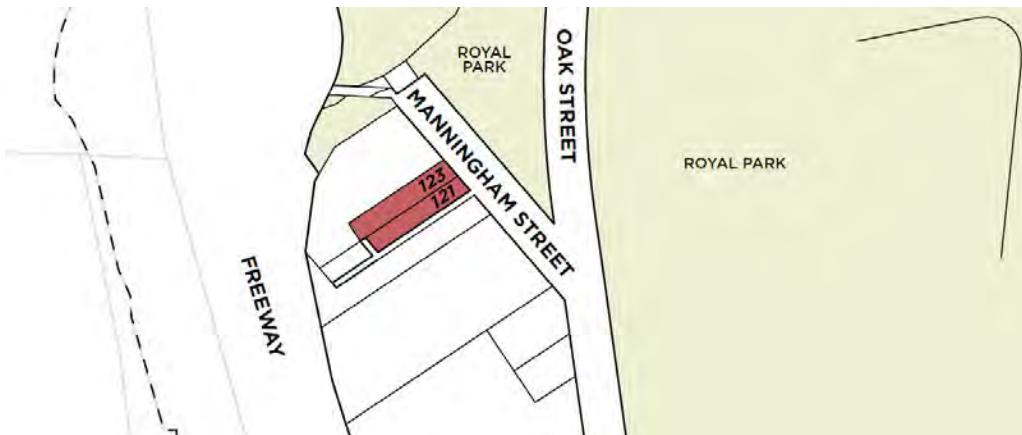 ROYAL
PARK
OAK STREET
MANNINGHAM STREET
ROYAL PARK
123
121
FREEWAY